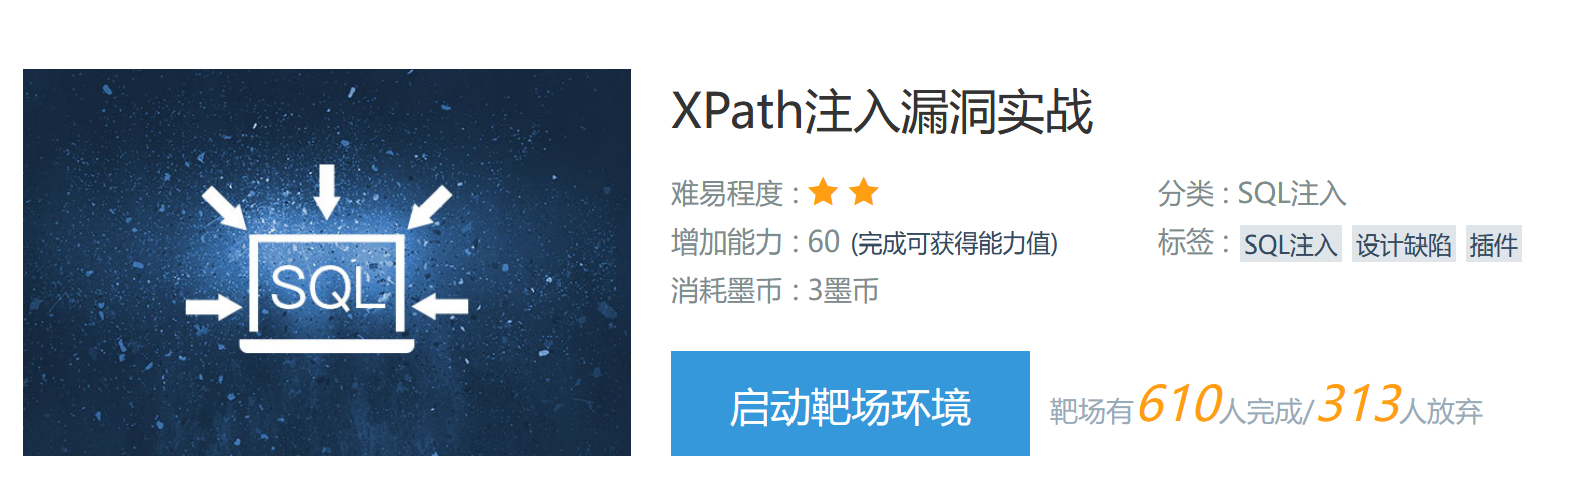 SQL
XPath注入漏洞实战
难易程度 :
分类 : SQL注入
增加能力 : 60 (完成可获得能力值)
标签 : SQL注入 设计缺陷 插件
消耗墨币 : 3墨币
启动靶场环境
靶场有610人完成/313人放弃